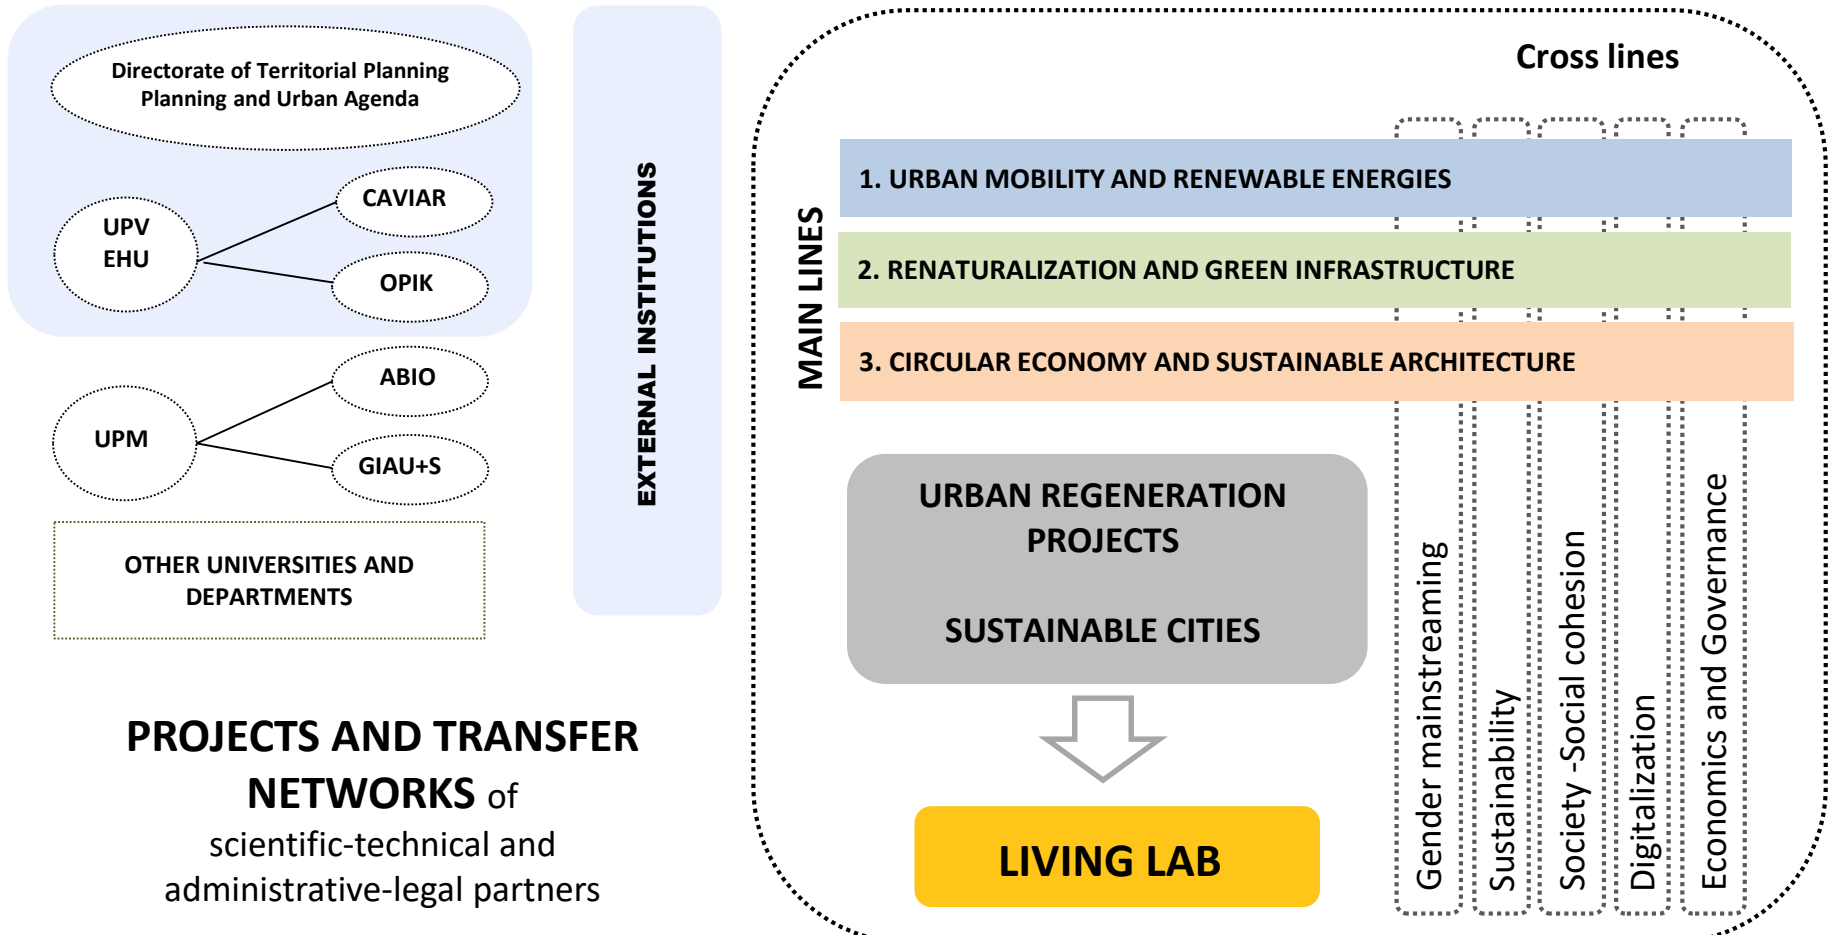 Directorate of Territorial Planning
Planning and Urban Agenda
UPV
EHU
CAVIAR
OPIK
UPM
ABIO
GIAU+S
OTHER UNIVERSITIES AND
DEPARTMENTS
PROJECTS AND TRANSFER
NETWORKS of
scientific-technical and
administrative-legal partners
EXTERNAL INSTITUTIONS
Cross lines
MAIN LINES
1. URBAN MOBILITY AND RENEWABLE ENERGIES
2. RENATURALIZATION AND GREEN INFRASTRUCTURE
3. CIRCULAR ECONOMY AND SUSTAINABLE ARCHITECTURE
URBAN REGENERATION
PROJECTS
SUSTAINABLE CITIES
LIVING LAB
Gender mainstreaming
Sustainability
Society -Social cohesion
Digitalization
Economics and Governance